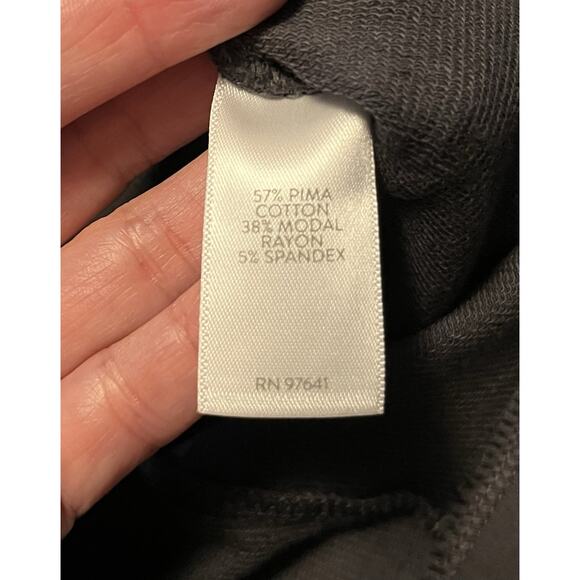 57% PIMA
COTTON
38% MODAL
RAYON
5% SPANDEX
RN 97641